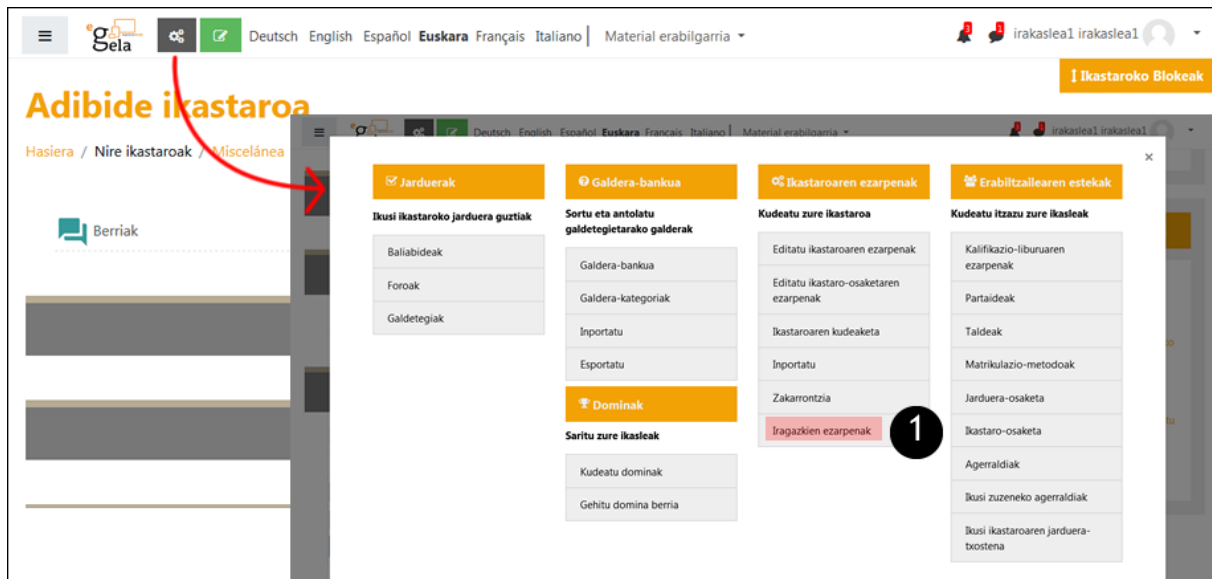 eGela
Deutsch English Español Euskara Français Italiano Material erabilgarria
3
1
irakaslea1 irakaslea1
Ikastaroko Blokeak
Adibide ikastaroa
Hasiera / Nire ikastaroak / Miscelánea
Berriak
Deutsch English Español Euskara Français Italiano Material erabilgarria
irakaslea1 irakaslea1
×
Jarduerak
Ikusi ikastaroko jarduera guztiak
Baliabideak
Foroak
Galdetegiak
Galdera-bankua
Sortu eta antolatu
galdetegietarako galderak
Galdera-bankua
Galdera-kategoriak
Inportatu
Esportatu
Dominak
Saritu zure ikasleak
Kudeatu dominak
Gehitu domina berria
Ikastaroaren ezarpenak
Kudeatu zure ikastaroa
Editatu ikastaroaren ezarpenak
Editatu ikastaro-osaketaren
ezarpenak
Ikastaroaren kudeaketa
Inportatu
Zakarrontzia
Iragazkien ezarpenak
1
Erabiltzailearen estekak
Kudeatu itzazu zure ikasleak
Kalifikazio-liburuaren
ezarpenak
Partaideak
Taldeak
Matrikulazio-metodoak
Jarduera-osaketa
Ikastaro-osaketa
Agerraldiak
Ikusi zuzeneko agerraldiak
Ikusi ikastaroaren jarduera-
txostena